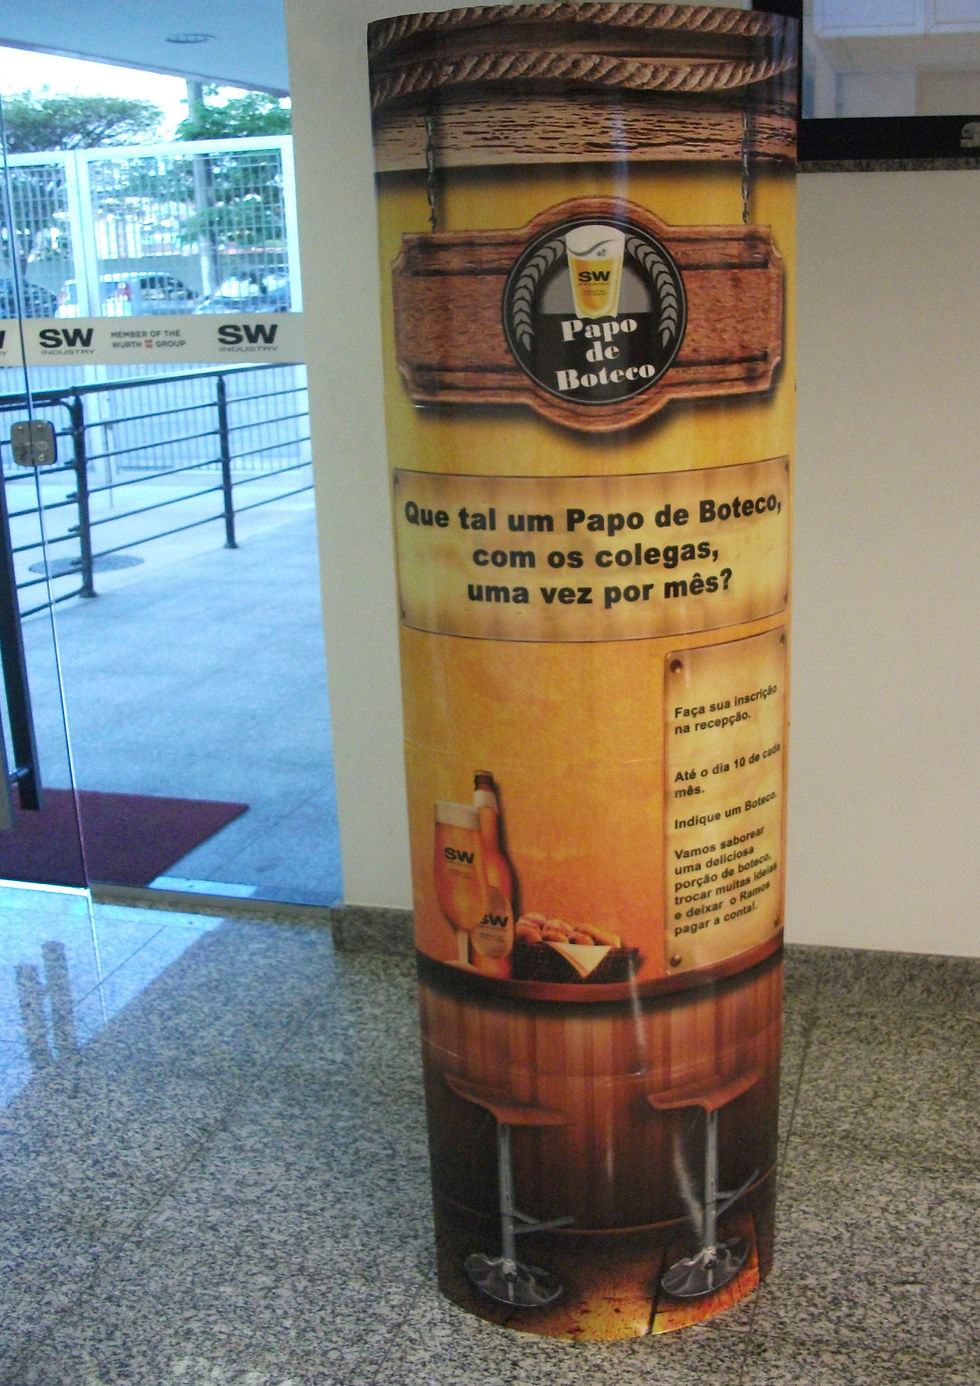 SW
Papo
de
Boteco
SW
INDUSTRY
MEMBER OF THE
WURTH GROUP
SW
INDUSTRY
Que tal um Papo de Boteco,
com os colegas,
uma vez por mês?
Faça sua inscrição
na recepção.
Até o dia 10 de cada
mês.
Indique um Boteco.
Vamos saborear
uma deliciosa
porção de boteco,
trocar muitas ideias
e deixar o Ramos
pagar a conta!.
SW
SW